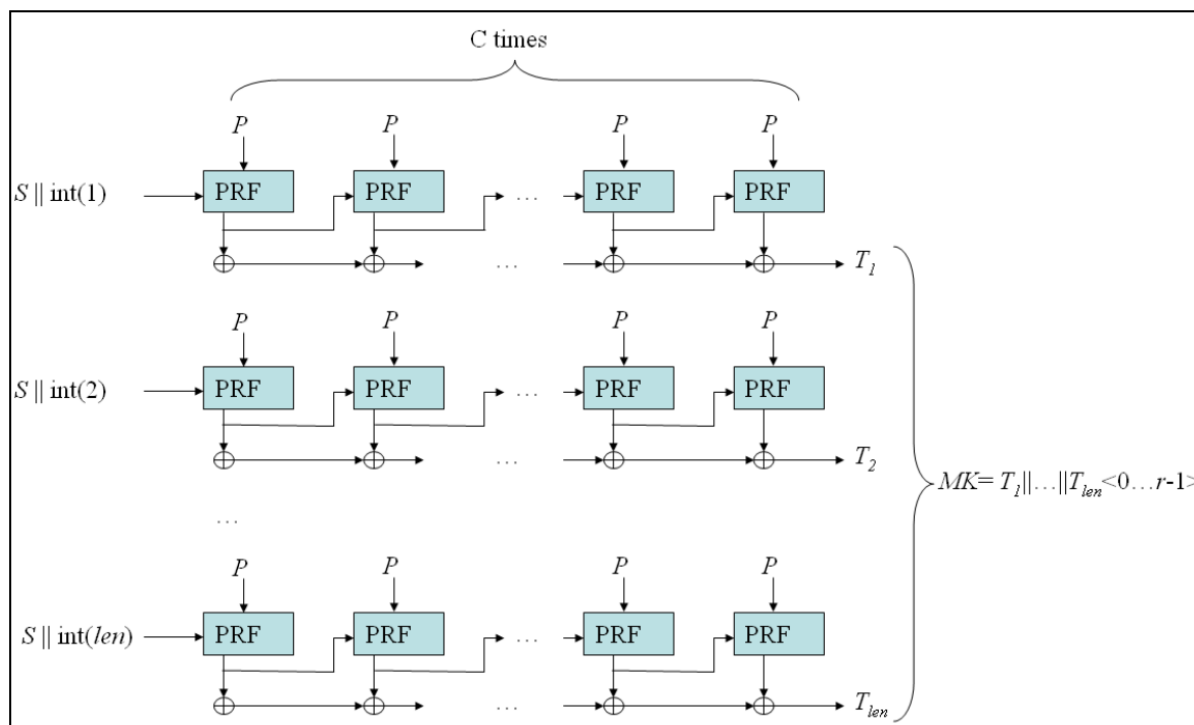 C times
P P P P
S || int(1) PRF PRF ... PRF PRF
... T1
P P P P
S || int(2) PRF PRF ... PRF PRF
... T2
MK= T1||...||Tlen<0...r-1>
...
P P P P
S || int(len) PRF PRF ... PRF PRF
... Tlen